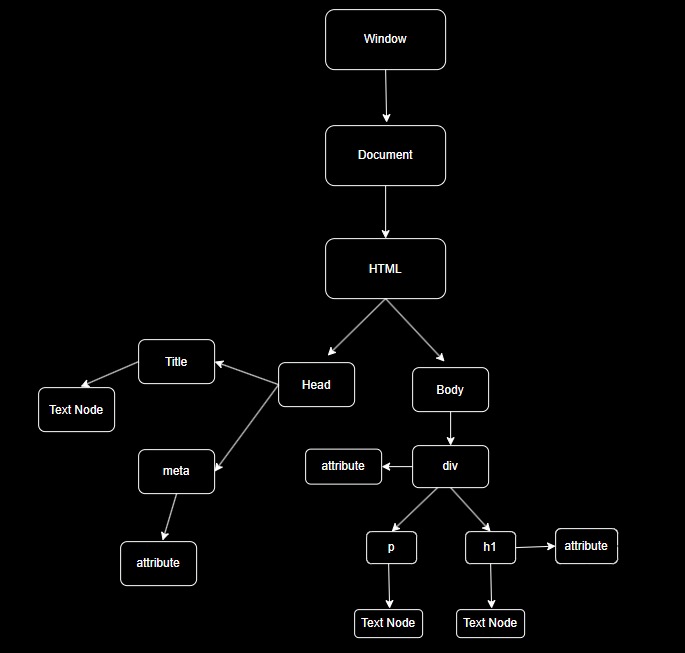 Window
Document
HTML
Title
Head
Body
Text Node
meta
attribute
div
attribute
p
h1
attribute
Text Node
Text Node